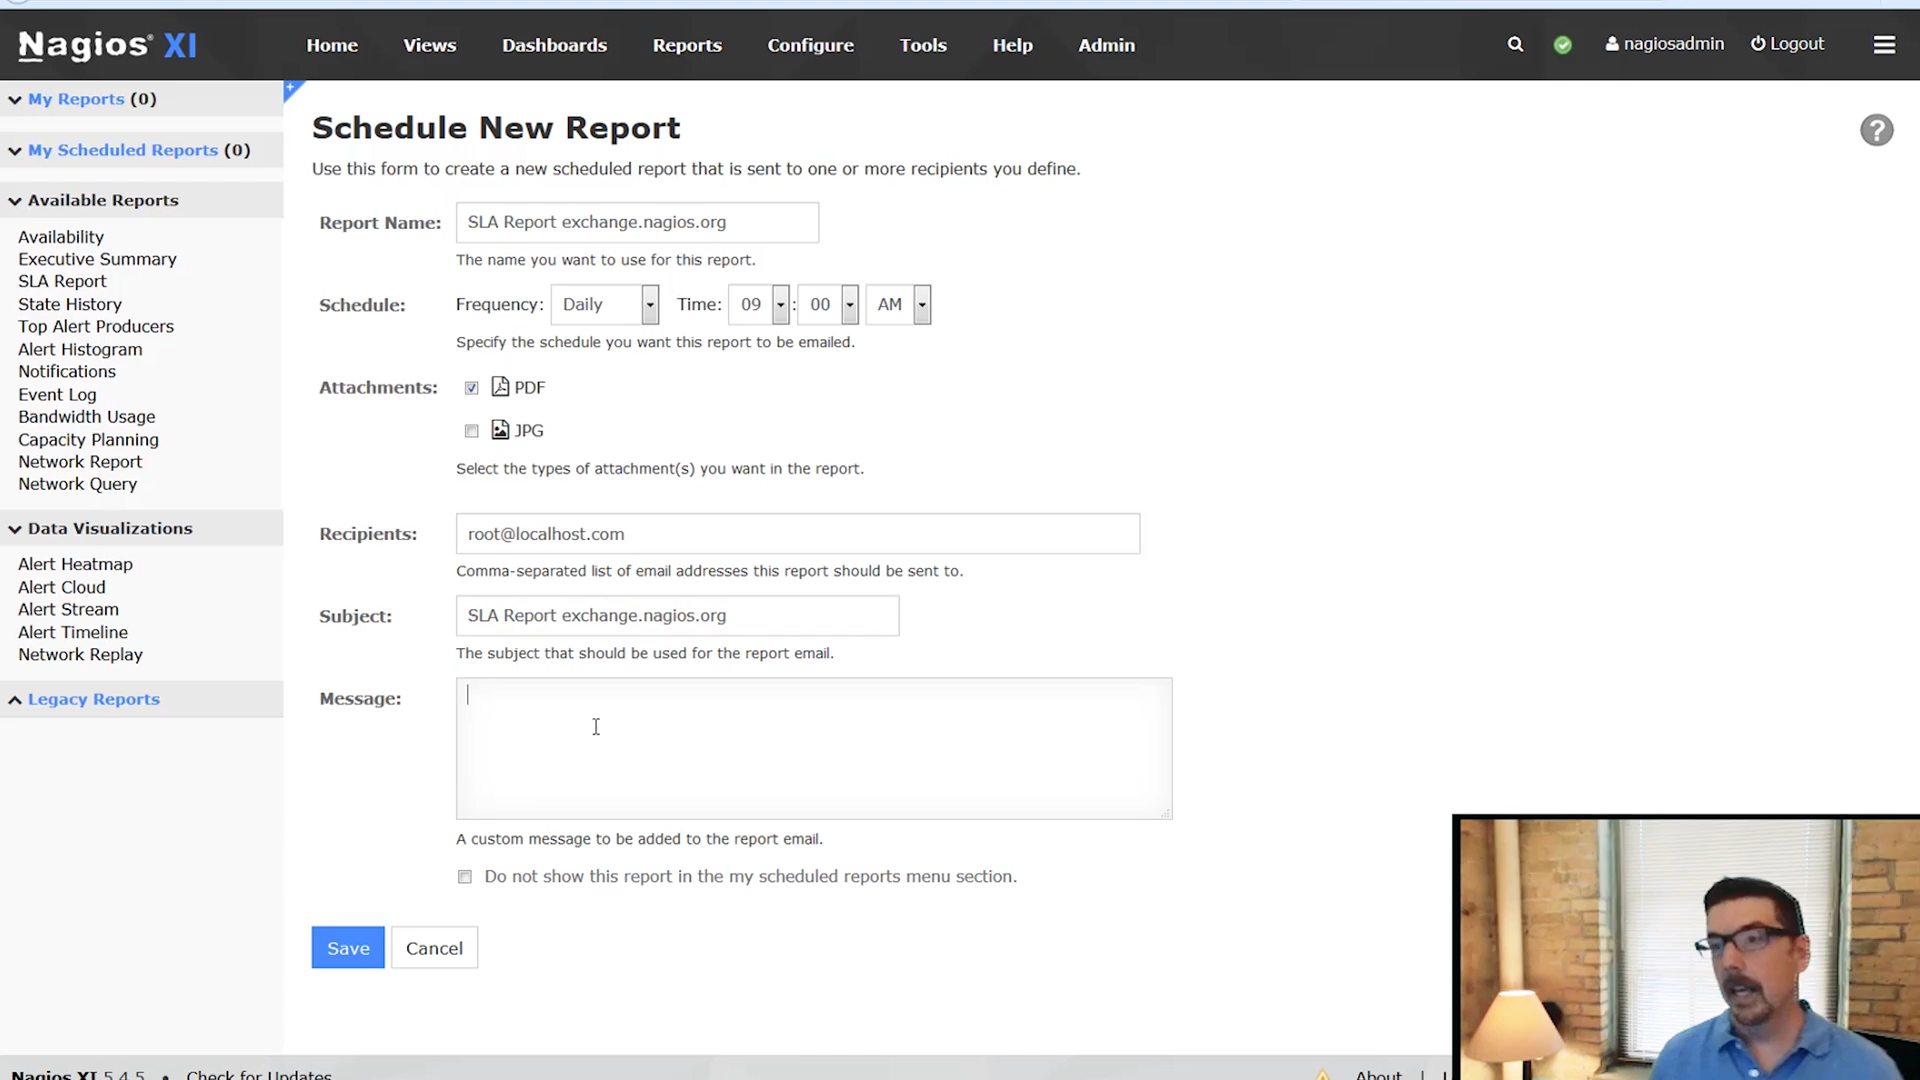 Nagios® XI
Home
Views
Dashboards
Reports
Configure
Tools
Help
Admin
nagiosadmin
Logout
My Reports (0)
My Scheduled Reports (0)
Available Reports
Availability
Executive Summary
SLA Report
State History
Top Alert Producers
Alert Histogram
Notifications
Event Log
Bandwidth Usage
Capacity Planning
Network Report
Network Query
Data Visualizations
Alert Heatmap
Alert Cloud
Alert Stream
Alert Timeline
Network Replay
Legacy Reports
+
Schedule New Report
?
Use this form to create a new scheduled report that is sent to one or more recipients you define.
Report Name: SLA Report exchange.nagios.org
The name you want to use for this report.
Schedule: Frequency: Daily Time: 09 : 00 AM
Specify the schedule you want this report to be emailed.
Attachments: PDF
JPG
Select the types of attachment(s) you want in the report.
Recipients: root@localhost.com
Comma-separated list of email addresses this report should be sent to.
Subject: SLA Report exchange.nagios.org
The subject that should be used for the report email.
Message:
A custom message to be added to the report email.
Do not show this report in the my scheduled reports menu section.
Save
Cancel
Nagios XI 5.4.5 • Check for Updates
About |